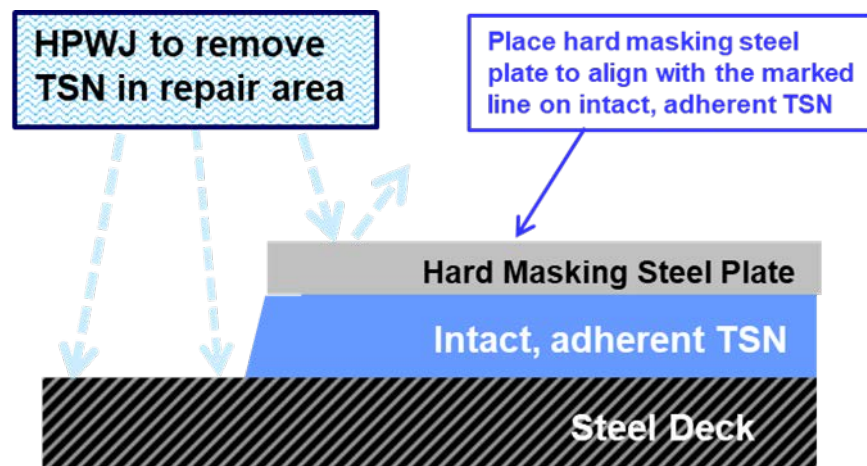 HPWJ to remove
TSN in repair area
Place hard masking steel
plate to align with the marked
line on intact, adherent TSN
Hard Masking Steel Plate
Intact, adherent TSN
Steel Deck